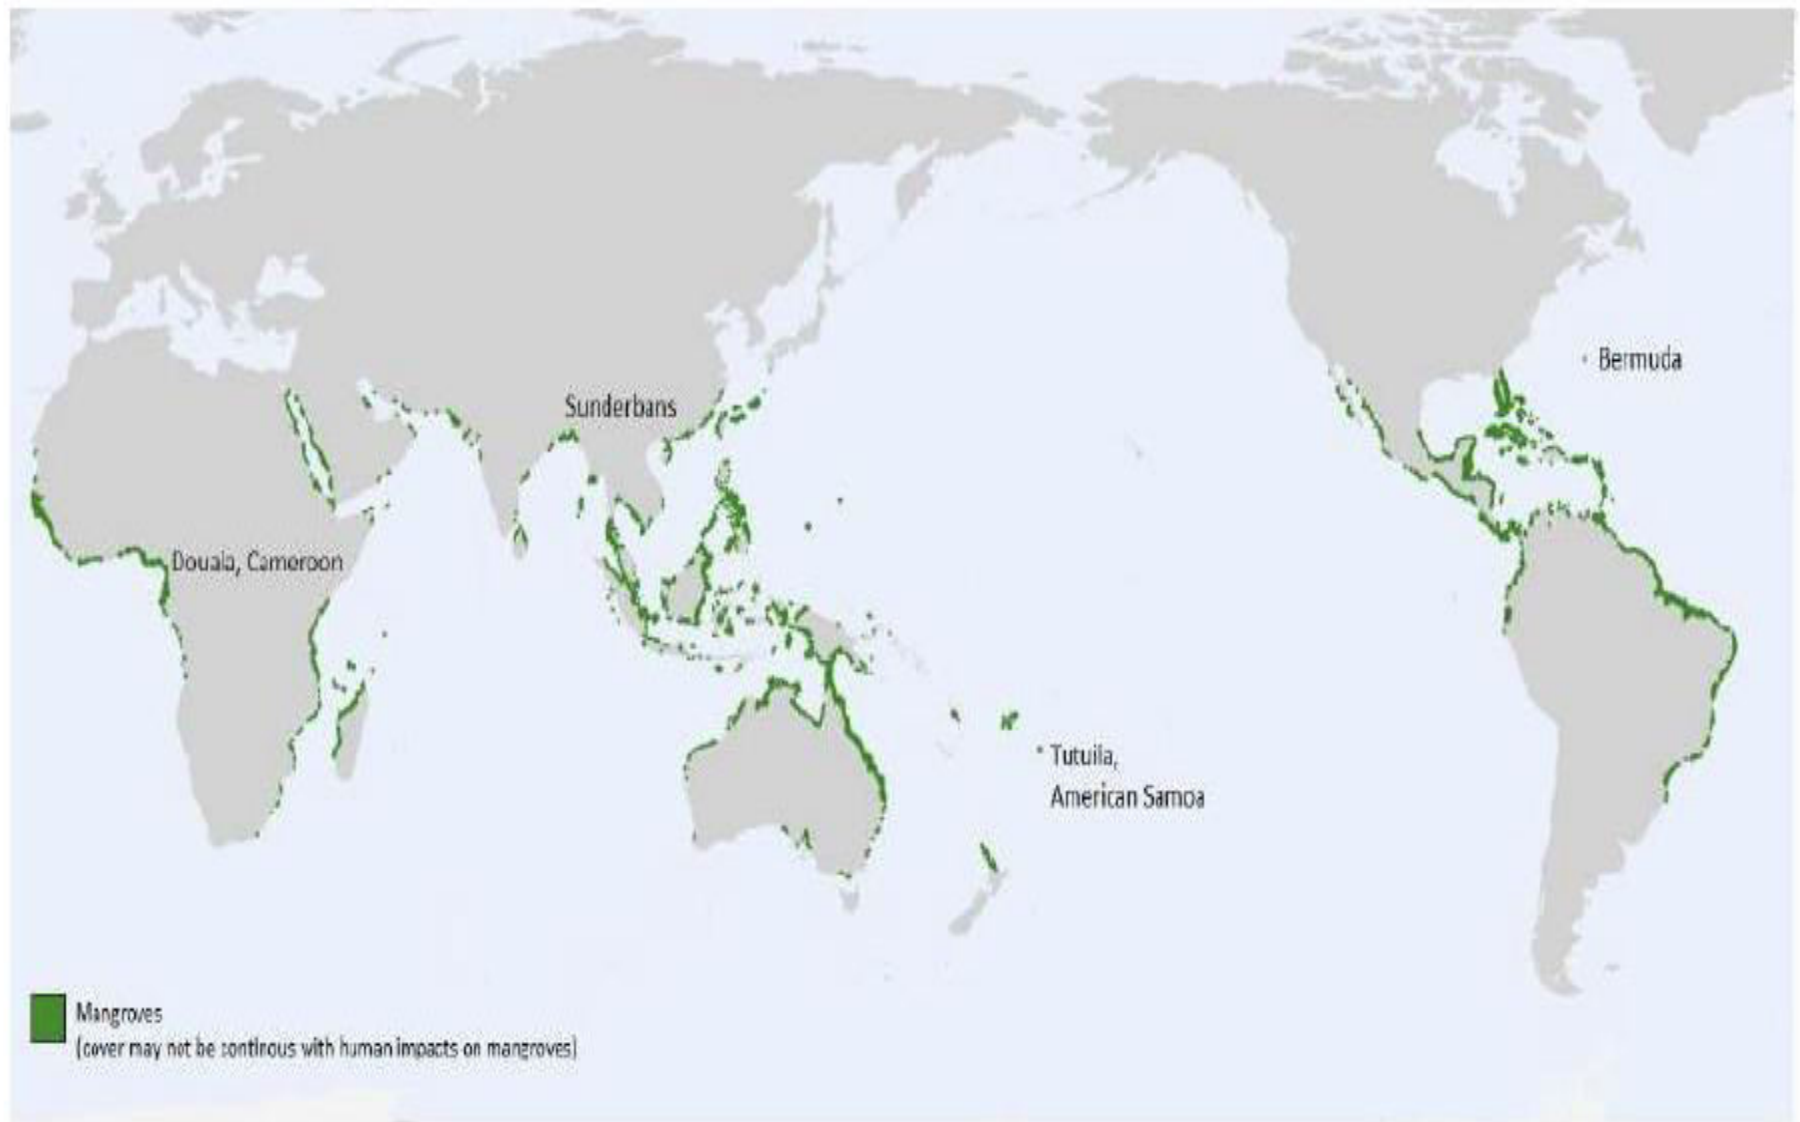 Bermuda
Sunderbans
Douala, Cameroon
Tutuila,
American Samoa
Mangroves
(cover may not be continous with human impacts on mangroves)